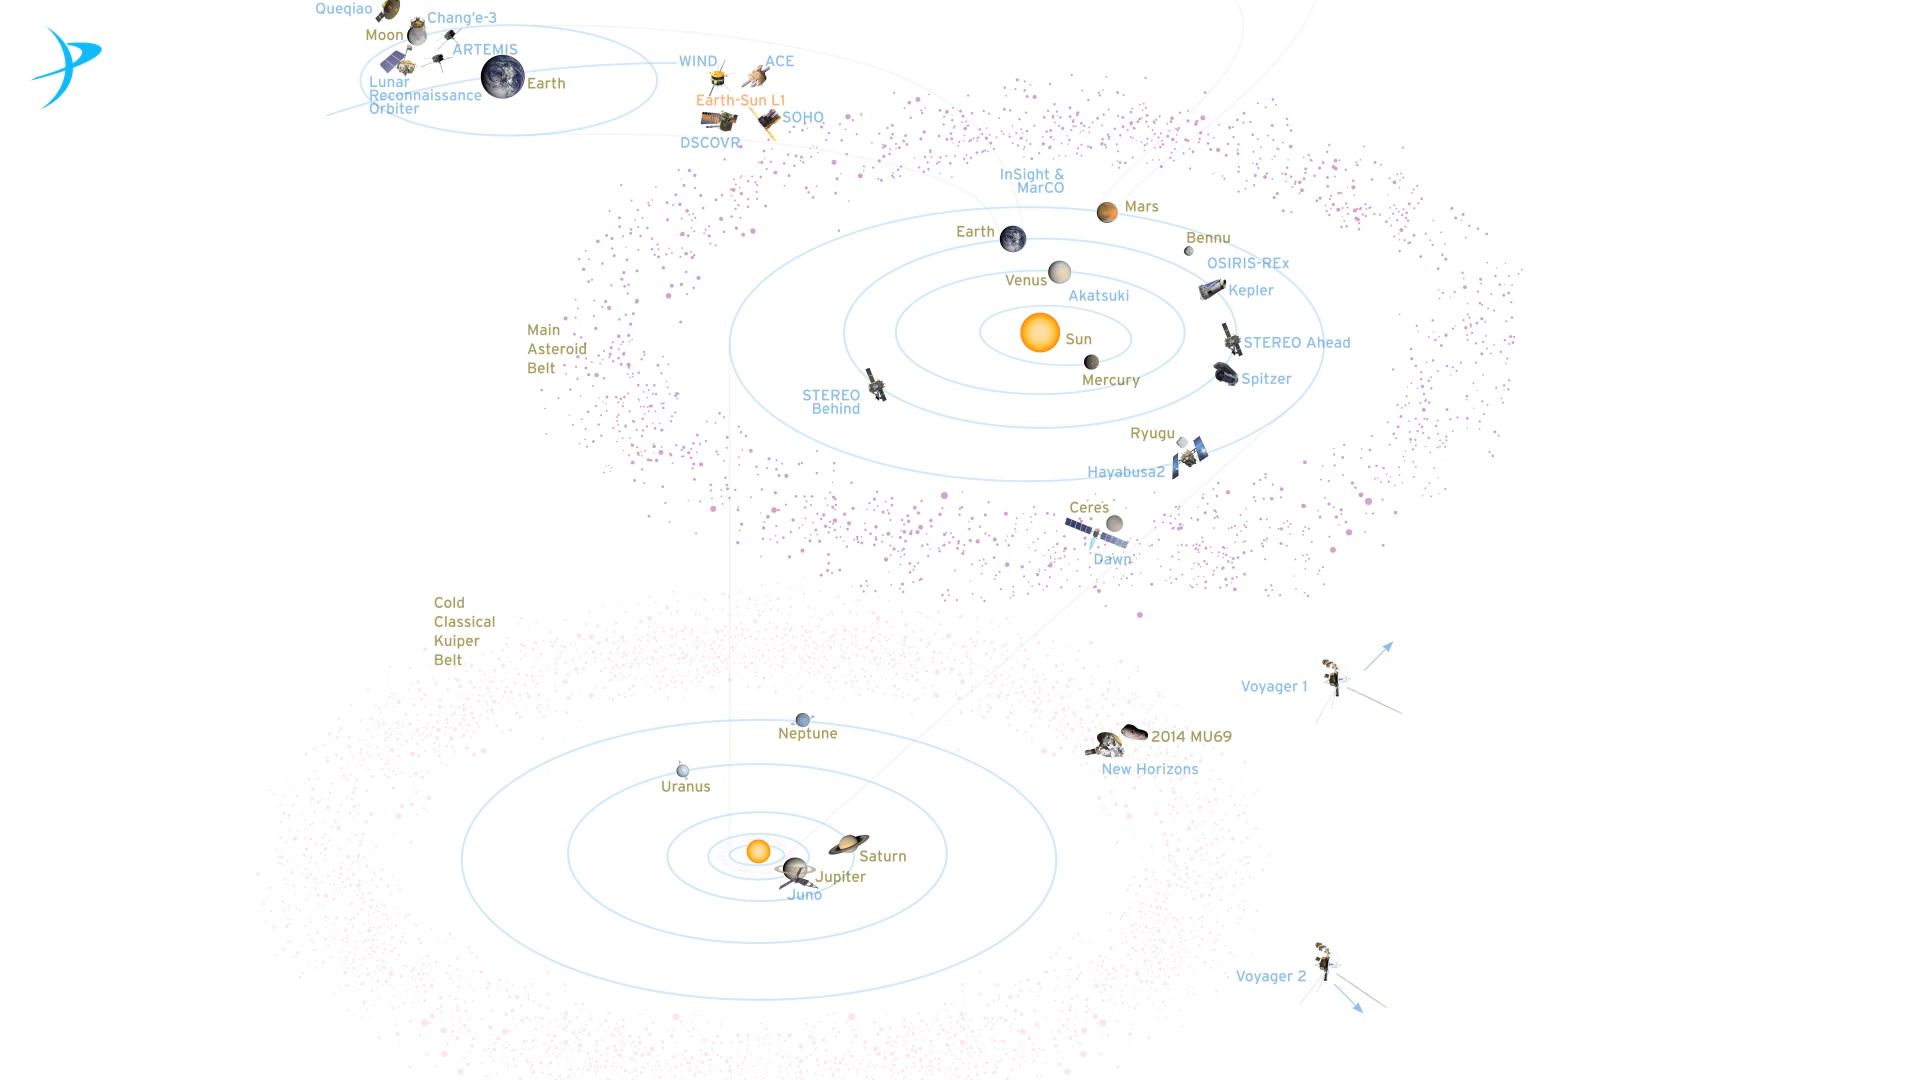 Queqiao
Chang'e-3
Moon
ARTEMIS
Lunar
Reconnaissance
Orbiter
Earth
WIND
ACE
Earth-Sun L1
SOHO
DSCOVR
InSight &
MarCO
Mars
Earth
Bennu
OSIRIS-REx
Venus
Kepler
Akatsuki
Sun
STEREO Ahead
Main
Asteroid
Belt
Mercury
Spitzer
STEREO
Behind
Ryugu
Hayabusa2
Ceres
Dawn
Cold
Classical
Kuiper
Belt
Voyager 1
Neptune
2014 MU69
New Horizons
Uranus
Saturn
Jupiter
Juno
Voyager 2